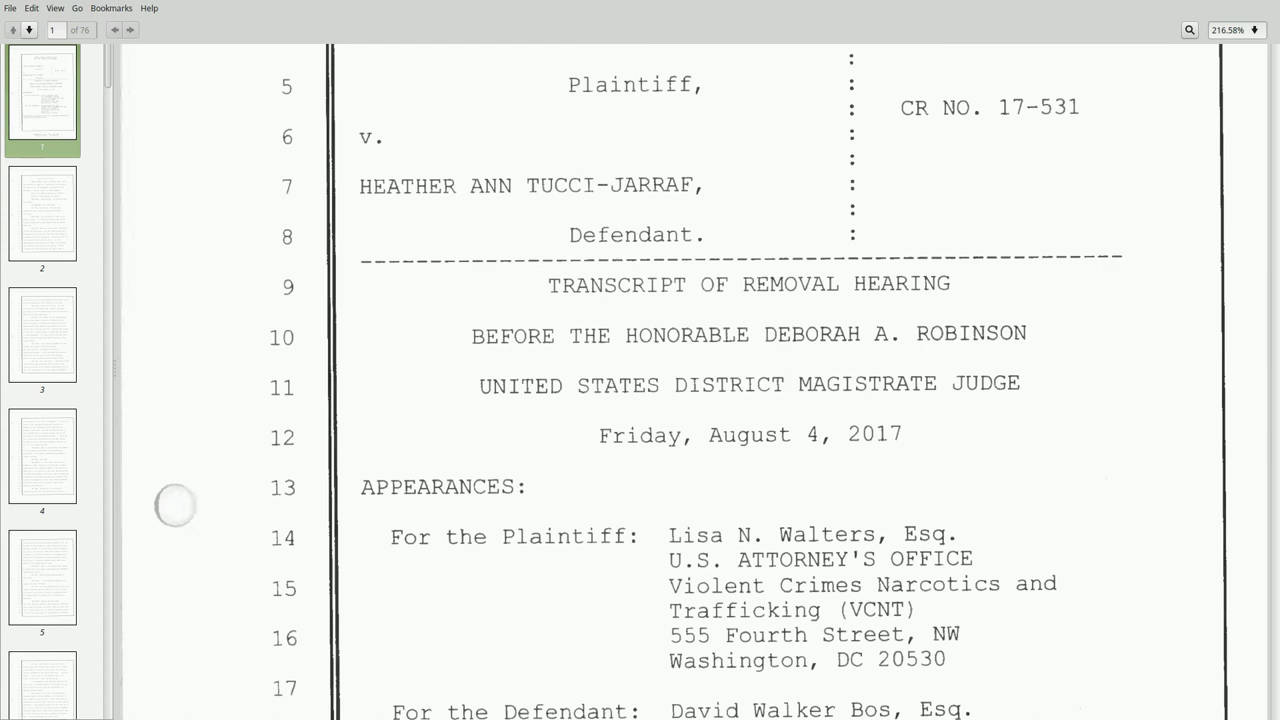 File Edit View Go Bookmarks Help
1 of 76 216.58%
1
2
3
4
5
5 Plaintiff, :
: CR NO. 17-531
6 v. :
:
7 HEATHER ANN TUCCI-JARRAF, :
:
8 Defendant. :
9 TRANSCRIPT OF REMOVAL HEARING
10 BEFORE THE HONORABLE DEBORAH A. ROBINSON
11 UNITED STATES DISTRICT MAGISTRATE JUDGE
12 Friday, August 4, 2017
13 APPEARANCES:
14 For the Plaintiff: Lisa N. Walters, Esq.
U.S. ATTORNEY'S OFFICE
15 Violent Crimes Narcotics and
Trafficking (VCNT)
16 555 Fourth Street, NW
Washington, DC 20530
17
For the Defendant: David Walker Bos, Esq.